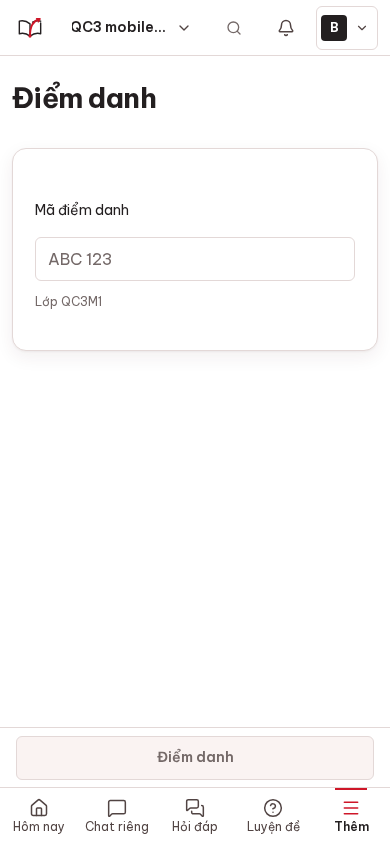 QC3 mobile...
B
Điểm danh
Mã điểm danh
ABC 123
Lớp QC3M1
Điểm danh
Hôm nay
Chat riêng
Hỏi đáp
Luyện đề
Thêm